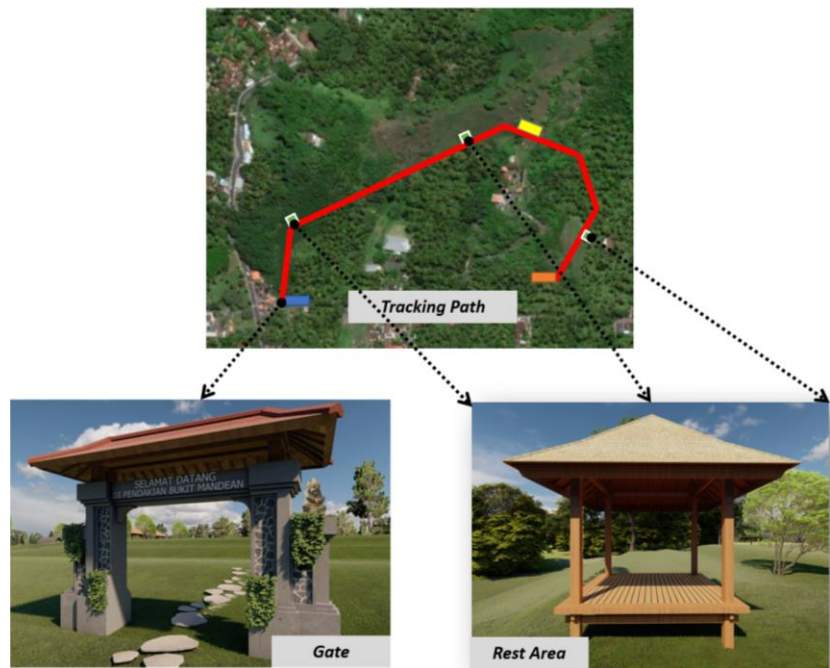 Tracking Path
SELAMAT DATANG
DI PENDAKIAN BUKIT MANDEAN
Gate
Rest Area